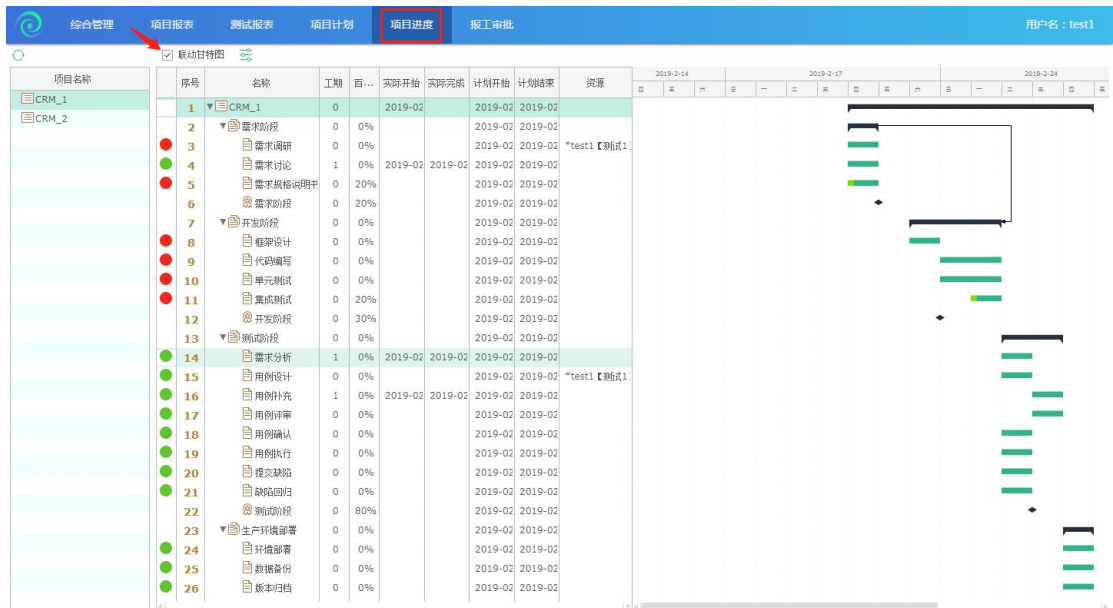 综合管理 项目报表 测试报表 项目计划 项目进度 报工审批 用户名：test1
联动甘特图
项目名称 序号 名称 工期 百... 实际开始 实际完成 计划开始 计划结束 资源 2019-2-14 2019-2-17 2019-2-24
四 五 六 日 一 二 三 四 五 六 日 一 二 三 四 五
CRM_1
CRM_2
1 CRM_1 0 2019-02 2019-02 2019-02
2 需求阶段 0 0% 2019-02 2019-02
3 需求调研 0 0% 2019-02 2019-02 *test1【测试1】
4 需求讨论 1 0% 2019-02 2019-02 2019-02 2019-02
5 需求规格说明书 0 20% 2019-02 2019-02
6 需求阶段 0 20% 2019-02 2019-02
7 开发阶段 0 0% 2019-02 2019-02
8 框架设计 0 0% 2019-02 2019-02
9 代码编写 0 0% 2019-02 2019-02
10 单元测试 0 0% 2019-02 2019-02
11 集成测试 0 20% 2019-02 2019-02
12 开发阶段 0 30% 2019-02 2019-02
13 测试阶段 0 0% 2019-02 2019-02
14 需求分析 1 0% 2019-02 2019-02 2019-02 2019-02
15 用例设计 0 0% 2019-02 2019-02 *test1【测试1】
16 用例补充 1 0% 2019-02 2019-02 2019-02 2019-02
17 用例评审 0 0% 2019-02 2019-02
18 用例确认 0 0% 2019-02 2019-02
19 用例执行 0 0% 2019-02 2019-02
20 提交缺陷 0 0% 2019-02 2019-02
21 缺陷回归 0 0% 2019-02 2019-02
22 测试阶段 0 80% 2019-02 2019-02
23 生产环境部署 0 0% 2019-02 2019-02
24 环境部署 0 0% 2019-02 2019-02
25 数据备份 0 0% 2019-02 2019-02
26 版本归档 0 0% 2019-02 2019-02